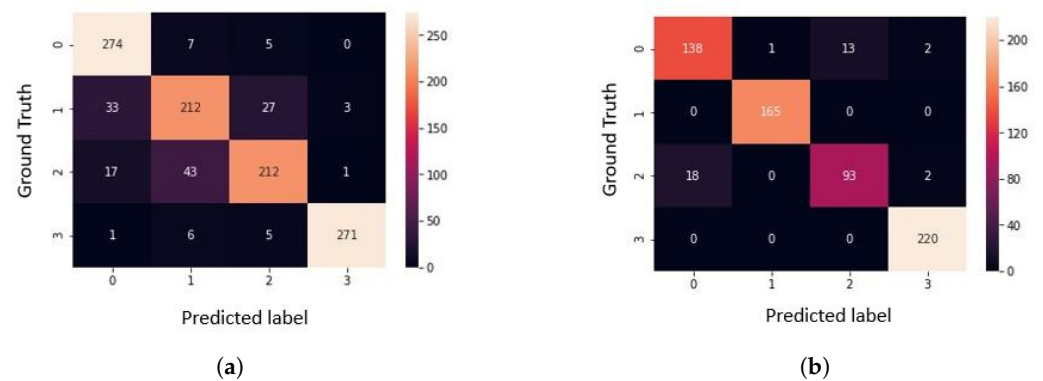 0 274 7 5 0
1 33 212 27 3
2 17 43 212 1
3 1 6 5 271
0 1 2 3
250
200
150
100
50
0
Ground Truth
Predicted label
(a)
0 138 1 13 2
1 0 165 0 0
2 18 0 93 2
3 0 0 0 220
0 1 2 3
200
160
120
80
40
0
Ground Truth
Predicted label
(b)